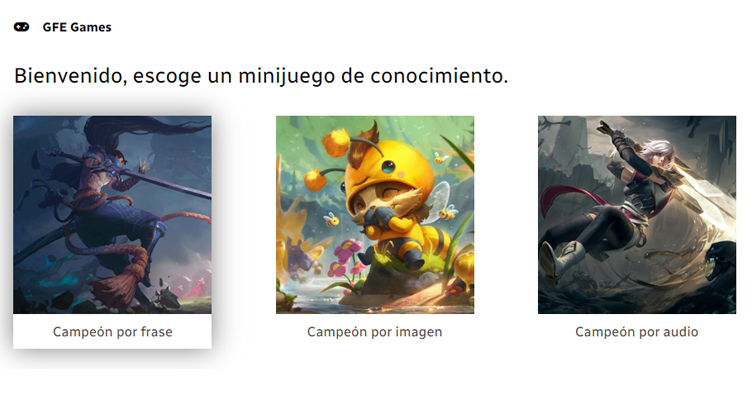 GFE Games
Bienvenido, escoge un minijuego de conocimiento.
Campeón por frase
Campeón por imagen
Campeón por audio